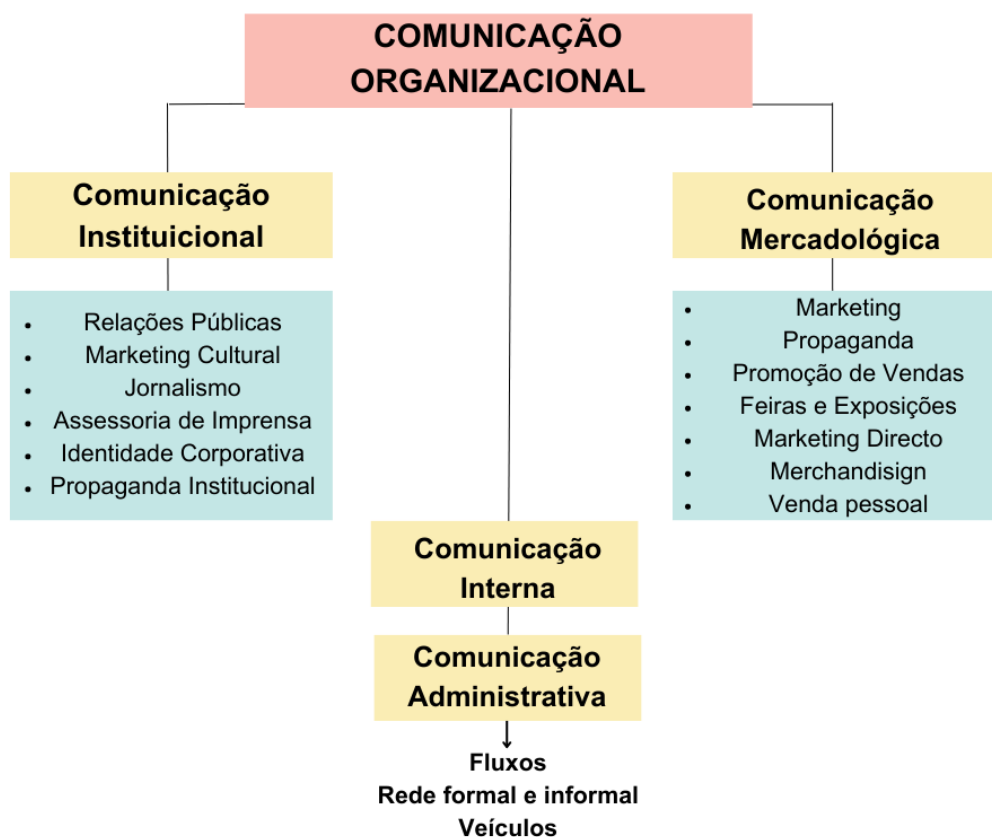 COMUNICAÇÃO
ORGANIZACIONAL
Comunicação
Instituicional
• Relações Públicas
• Marketing Cultural
• Jornalismo
• Assessoria de Imprensa
• Identidade Corporativa
• Propaganda Institucional
Comunicação
Mercadológica
• Marketing
• Propaganda
• Promoção de Vendas
• Feiras e Exposições
• Marketing Directo
• Merchandisign
• Venda pessoal
Comunicação
Interna
Comunicação
Administrativa
Fluxos
Rede formal e informal
Veículos